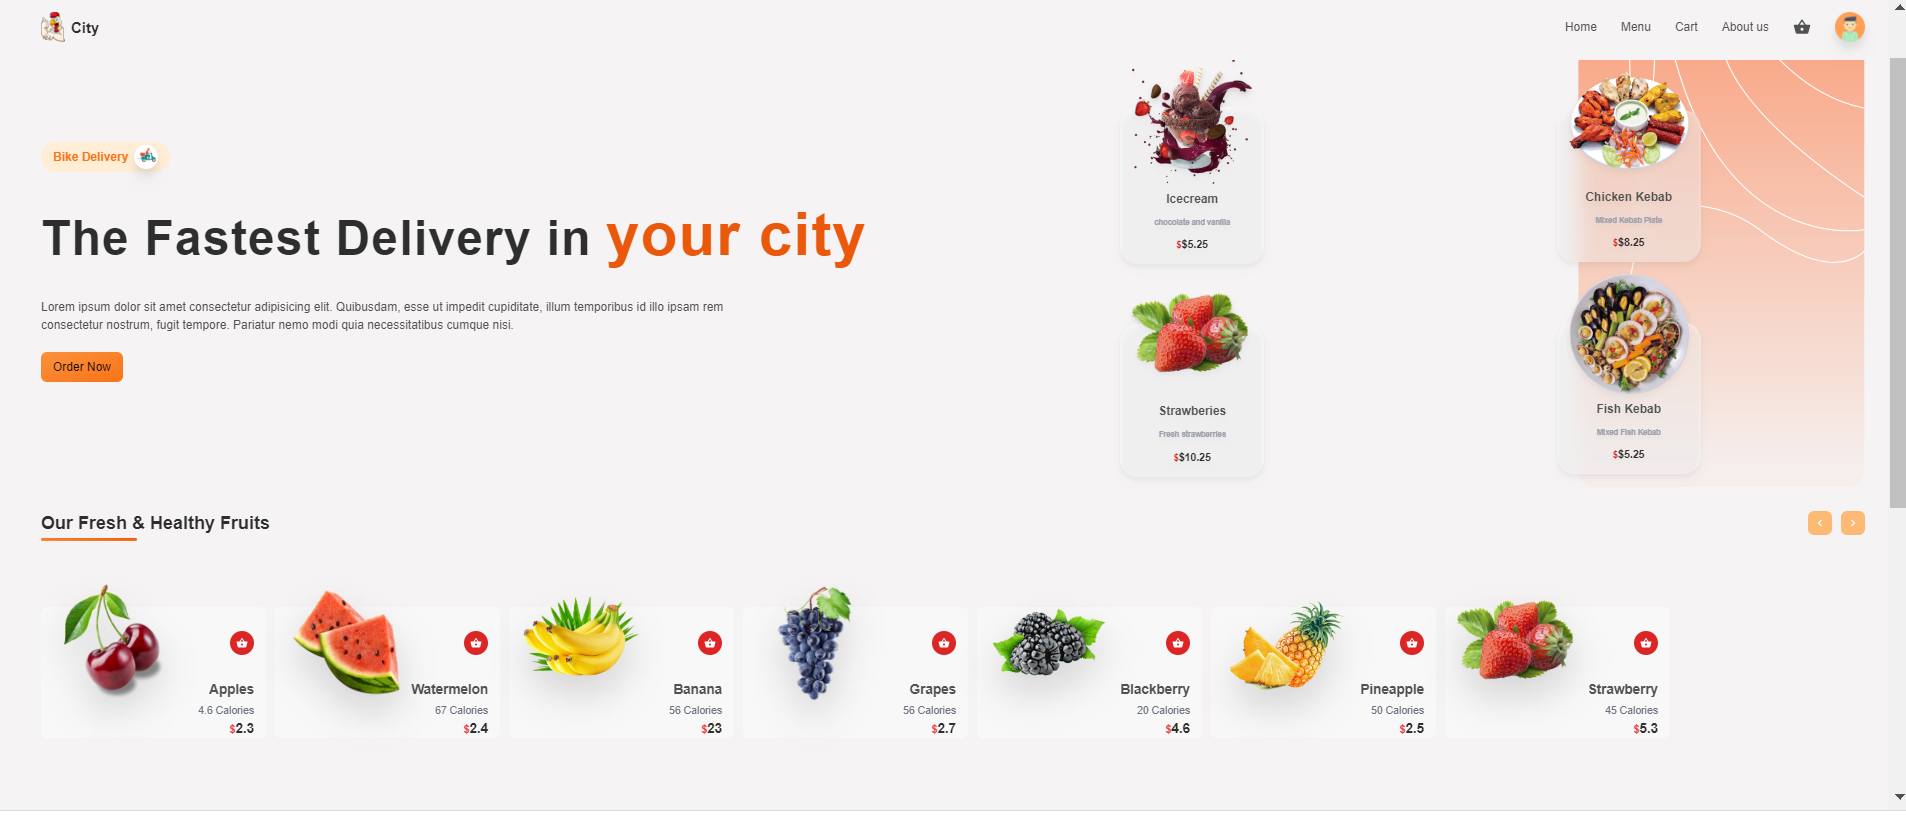 City
Home Menu Cart About us
Bike Delivery
The Fastest Delivery in your city
Lorem ipsum dolor sit amet consectetur adipisicing elit. Quibusdam, esse ut impedit cupiditate, illum temporibus id illo ipsam rem
consectetur nostrum, fugit tempore. Pariatur nemo modi quia necessitatibus cumque nisi.
Order Now
Icecream
chocolate and vanilla
$$5.25
Chicken Kebab
Mixed Kebab Plate
$$8.25
Strawberies
Fresh strawberries
$$10.25
Fish Kebab
Mixed Fish Kebab
$$5.25
Our Fresh & Healthy Fruits
Apples
4.6 Calories
$2.3
Watermelon
67 Calories
$2.4
Banana
56 Calories
$23
Grapes
56 Calories
$2.7
Blackberry
20 Calories
$4.6
Pineapple
50 Calories
$2.5
Strawberry
45 Calories
$5.3